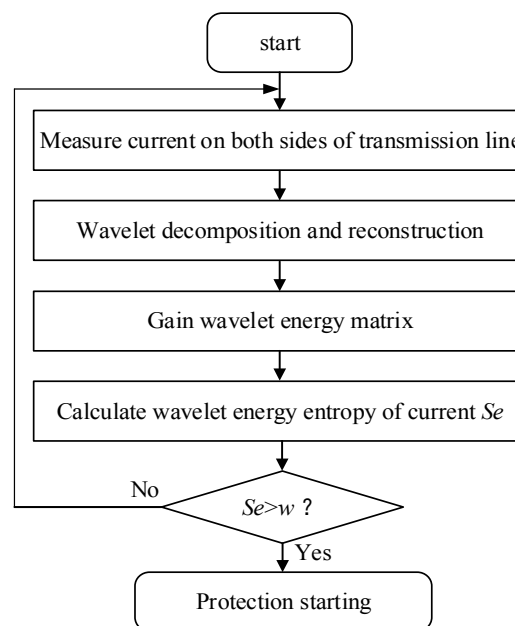 start
Measure current on both sides of transmission line
Wavelet decomposition and reconstruction
Gain wavelet energy matrix
Calculate wavelet energy entropy of current Se
No
Se>w ?
Yes
Protection starting